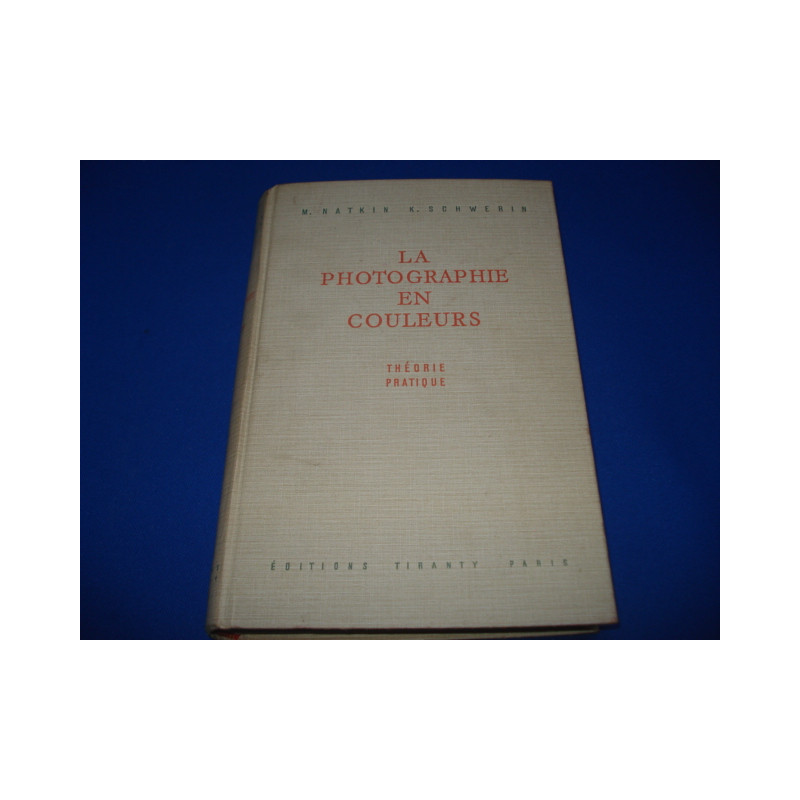 M. NATKIN K. SCHWERIN
LA
PHOTOGRAPHIE
EN
COULEURS
THÉORIE
PRATIQUE
ÉDITIONS TIRANTY PARIS